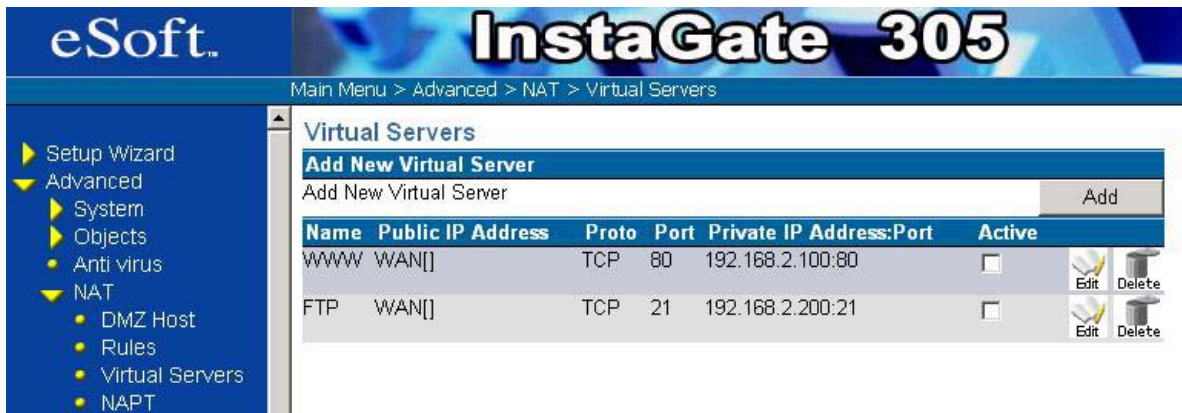 eSoft™
InstaGate 305
Main Menu > Advanced > NAT > Virtual Servers
Setup Wizard
Advanced
System
Objects
Anti virus
NAT
DMZ Host
Rules
Virtual Servers
NAPT
Virtual Servers
Add New Virtual Server
Add New Virtual Server Add
Name Public IP Address Proto Port Private IP Address:Port Active
WWW WAN[] TCP 80 192.168.2.100:80 Edit Delete
FTP WAN[] TCP 21 192.168.2.200:21 Edit Delete